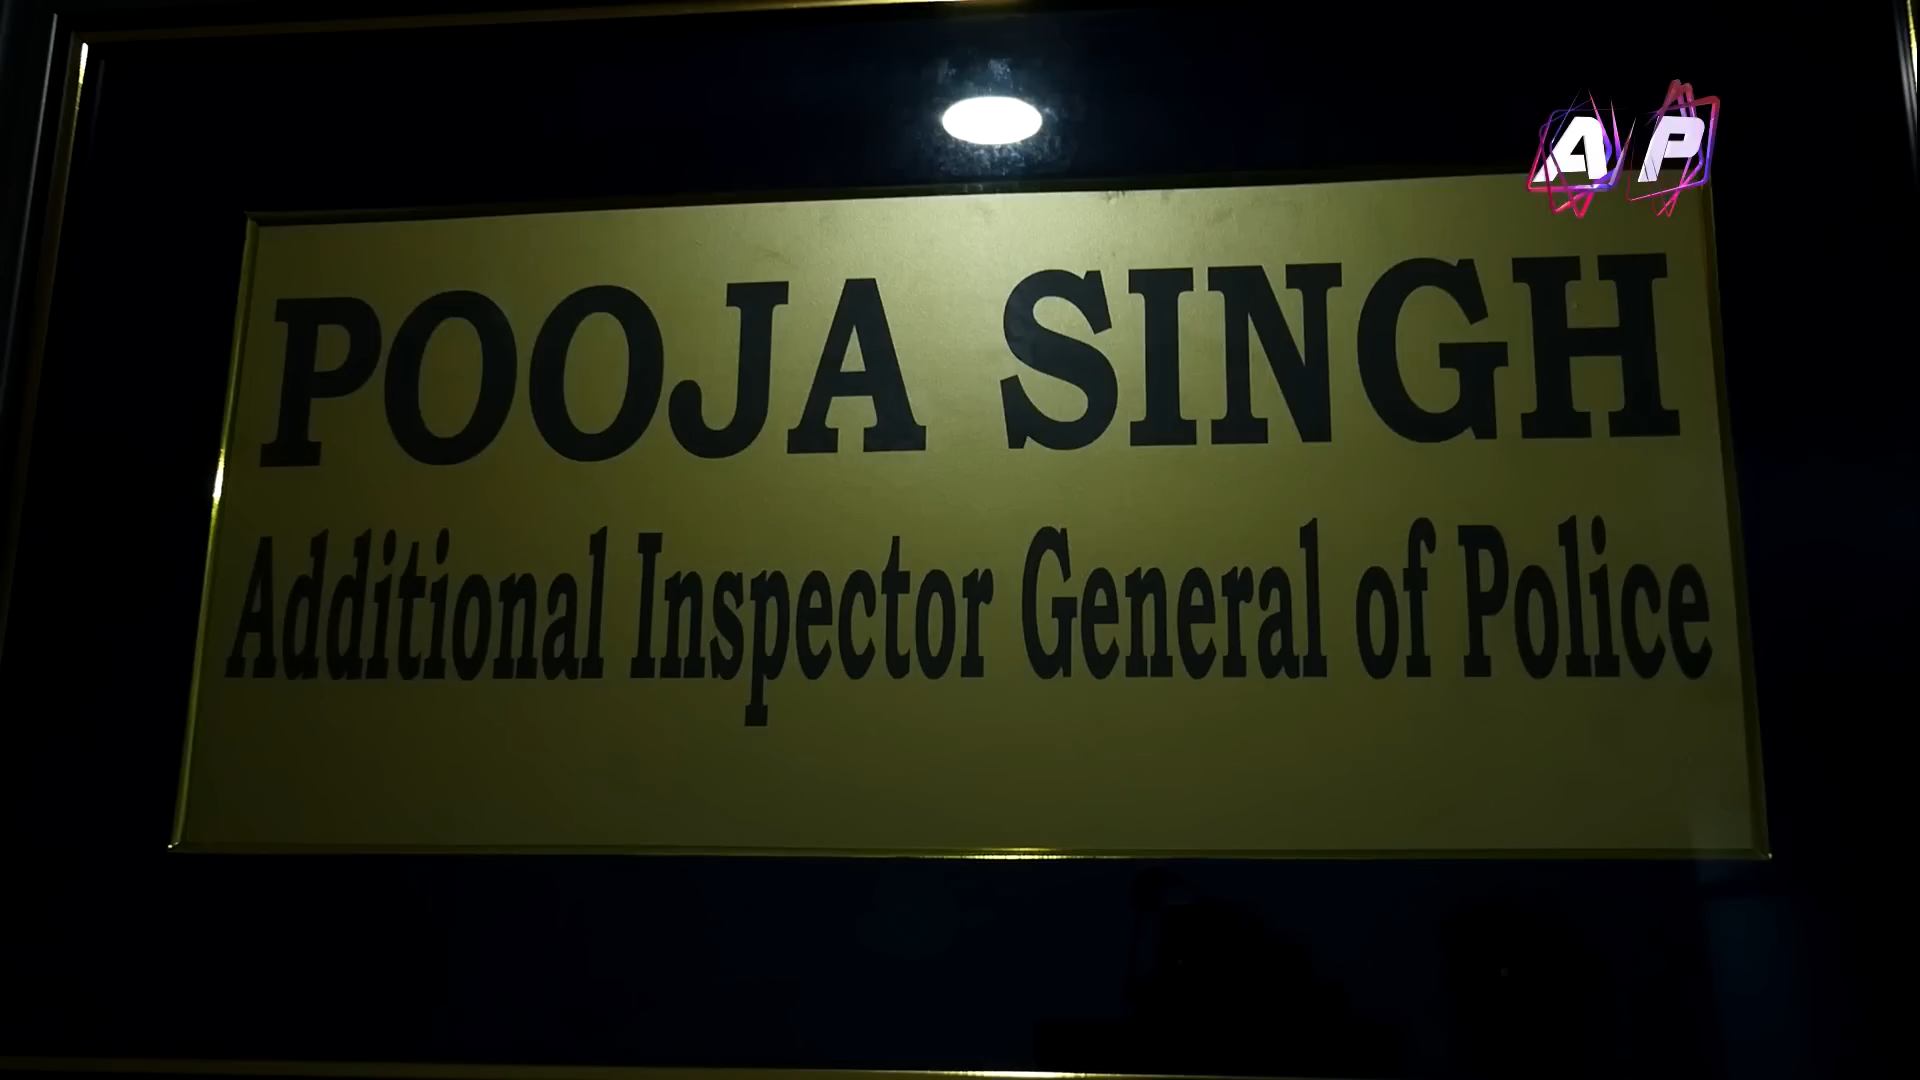 AP
POOJA SINGH
Additional Inspector General of Police